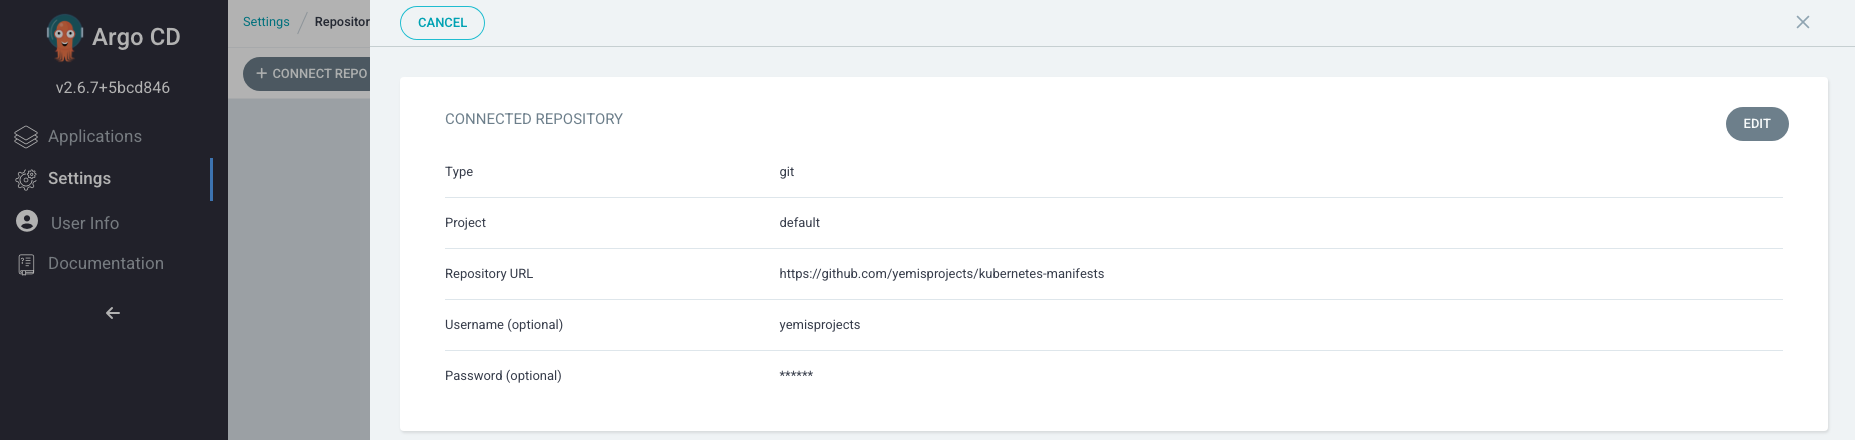 Argo CD
v2.6.7+5bcd846
Applications
Settings
User Info
Documentation
Settings / Repositor
+ CONNECT REPO
CANCEL
CONNECTED REPOSITORY
EDIT
Type git
Project default
Repository URL https://github.com/yemisprojects/kubernetes-manifests
Username (optional) yemisprojects
Password (optional) ******